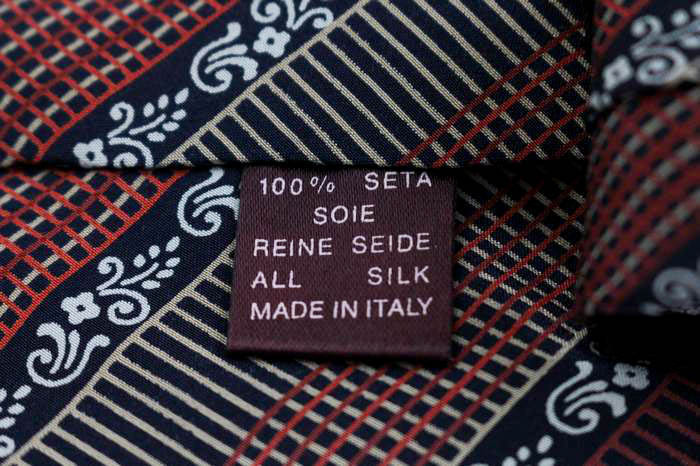 100% SETA
SOIE
REINE SEIDE
ALL SILK
MADE IN ITALY